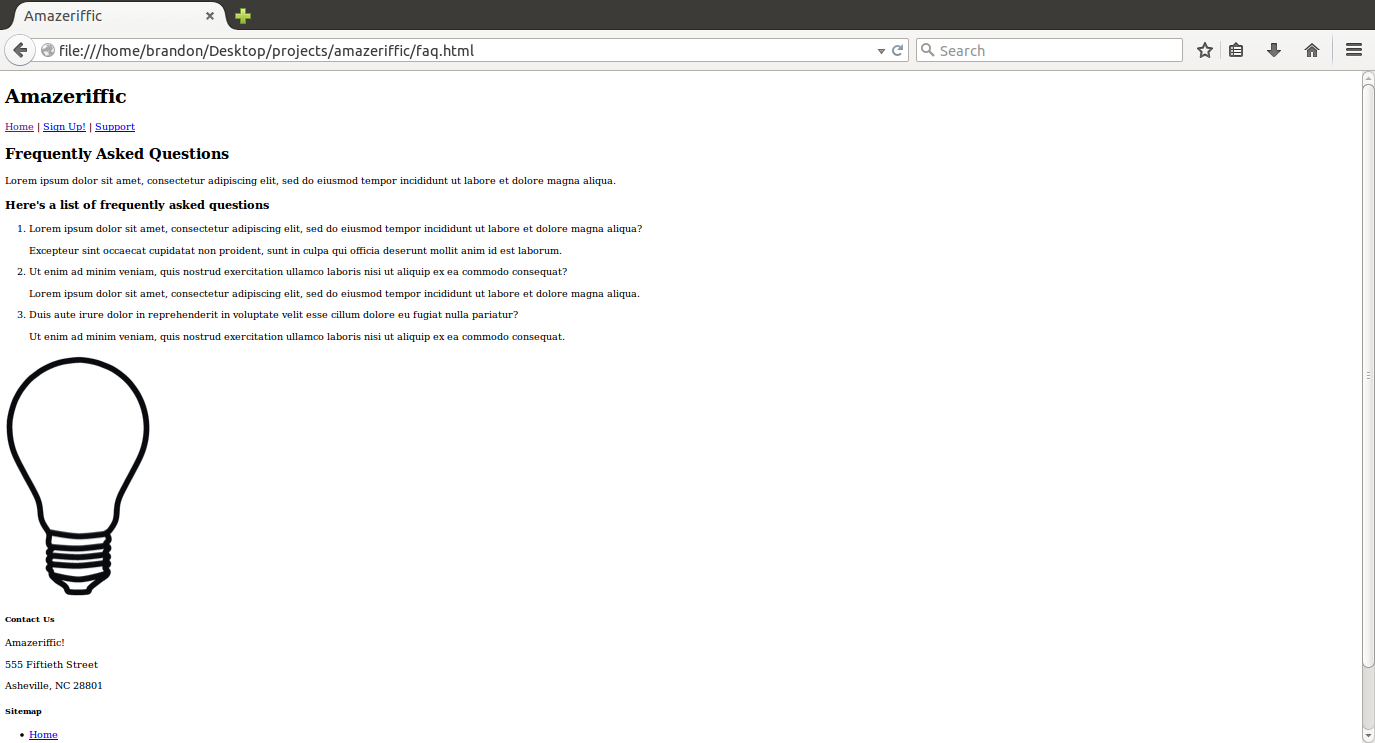 Amazeriffic
file:///home/brandon/Desktop/projects/amazeriffic/faq.html
Search
Amazeriffic
Home | Sign Up! | Support
Frequently Asked Questions
Lorem ipsum dolor sit amet, consectetur adipiscing elit, sed do eiusmod tempor incididunt ut labore et dolore magna aliqua.
Here's a list of frequently asked questions
1. Lorem ipsum dolor sit amet, consectetur adipiscing elit, sed do eiusmod tempor incididunt ut labore et dolore magna aliqua?
Excepteur sint occaecat cupidatat non proident, sunt in culpa qui officia deserunt mollit anim id est laborum.
2. Ut enim ad minim veniam, quis nostrud exercitation ullamco laboris nisi ut aliquip ex ea commodo consequat?
Lorem ipsum dolor sit amet, consectetur adipiscing elit, sed do eiusmod tempor incididunt ut labore et dolore magna aliqua.
3. Duis aute irure dolor in reprehenderit in voluptate velit esse cillum dolore eu fugiat nulla pariatur?
Ut enim ad minim veniam, quis nostrud exercitation ullamco laboris nisi ut aliquip ex ea commodo consequat.
Contact Us
Amazeriffic!
555 Fiftieth Street
Asheville, NC 28801
Sitemap
• Home